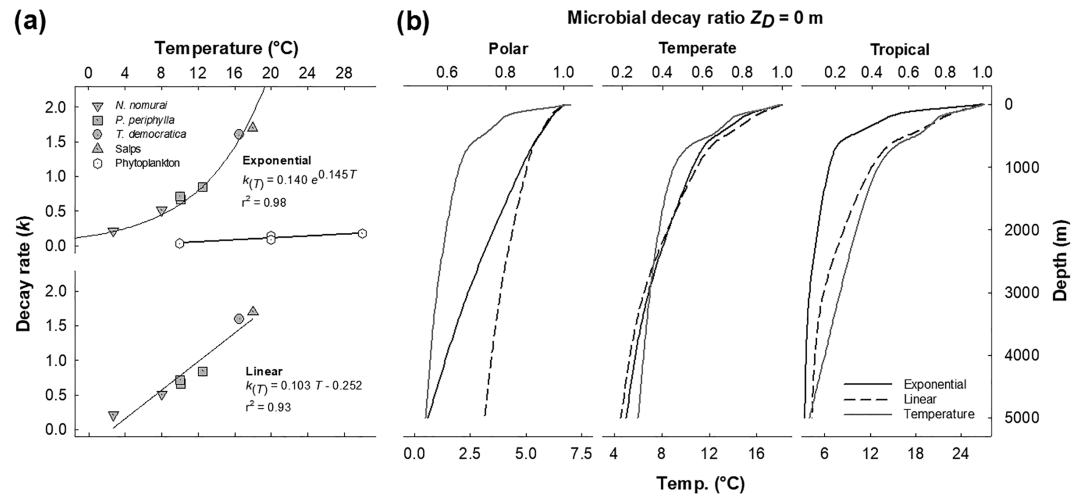 (a)
Temperature (°C)
0 4 8 12 16 20 24 28
2.0
1.5
1.0
0.5
0.0
N. nomurai
P. periphylla
T. democratica
Salps
Phytoplankton
Exponential
k(T) = 0.140 e0.145T
r2 = 0.98
Decay rate (k)
2.0
1.5
1.0
0.5
0.0
Linear
k(T) = 0.103 T - 0.252
r2 = 0.93
(b)
Microbial decay ratio ZD = 0 m
Polar Temperate Tropical
0.6 0.8 1.0 0.2 0.4 0.6 0.8 1.0 0.2 0.4 0.6 0.8 1.0
0
1000
2000
3000
4000
5000
Depth (m)
Exponential
Linear
Temperature
0.0 2.5 5.0 7.5 4 8 12 16 6 12 18 24
Temp. (°C)